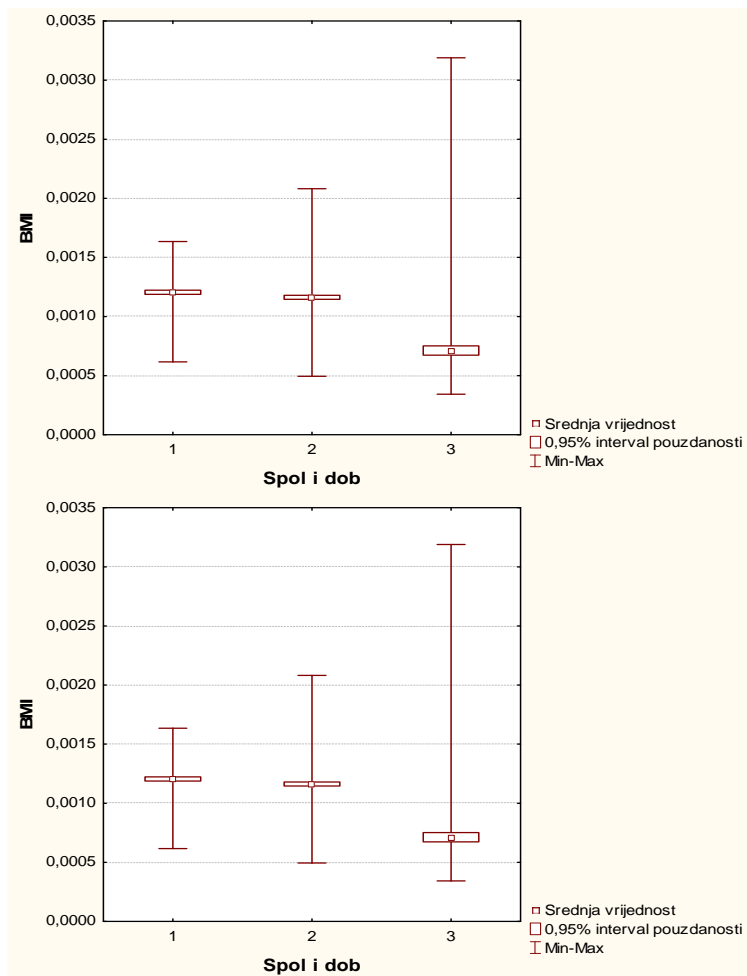 0,0035
0,0030
0,0025
0,0020
0,0015
0,0010
0,0005
0,0000
BMI
1 2 3
Spol i dob
Srednja vrijednost
0,95% interval pouzdanosti
Min-Max
0,0035
0,0030
0,0025
0,0020
0,0015
0,0010
0,0005
0,0000
BMI
1 2 3
Spol i dob
Srednja vrijednost
0,95% interval pouzdanosti
Min-Max